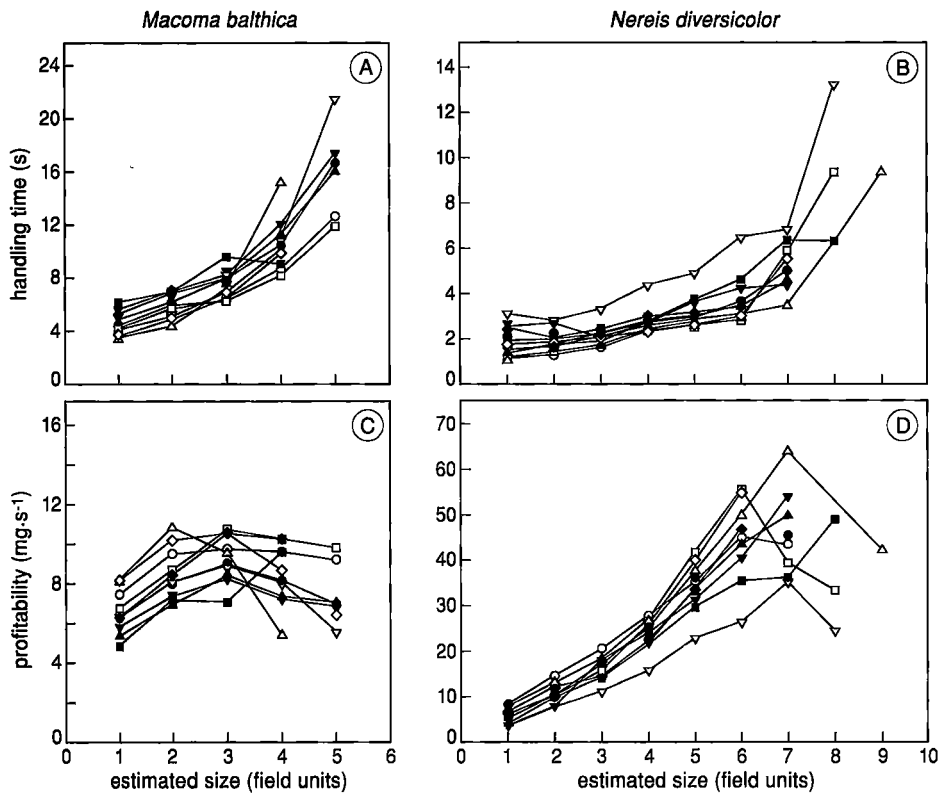 Macoma balthica
Nereis diversicolor
handling time (s)
24
20
16
12
8
4
0
A
14
12
10
8
6
4
2
0
B
profitability (mg·s⁻¹)
16
12
8
4
0
C
0 1 2 3 4 5 6
estimated size (field units)
70
60
50
40
30
20
10
0
D
0 1 2 3 4 5 6 7 8 9 10
estimated size (field units)